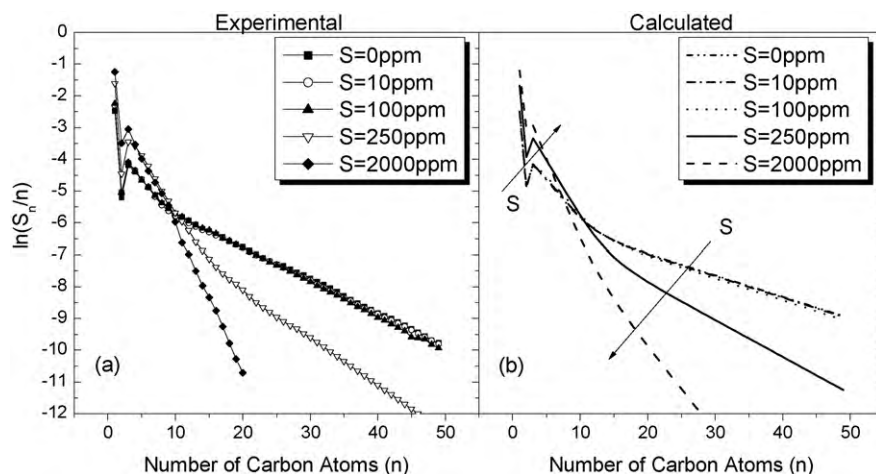 Experimental
Calculated
0
-1
-2
-3
-4
-5
-6
-7
-8
-9
-10
-11
-12
ln(Sn/n)
S=0ppm
S=10ppm
S=100ppm
S=250ppm
S=2000ppm
(a)
0 10 20 30 40 50
Number of Carbon Atoms (n)
S=0ppm
S=10ppm
S=100ppm
S=250ppm
S=2000ppm
S
S
(b)
0 10 20 30 40 50
Number of Carbon Atoms (n)